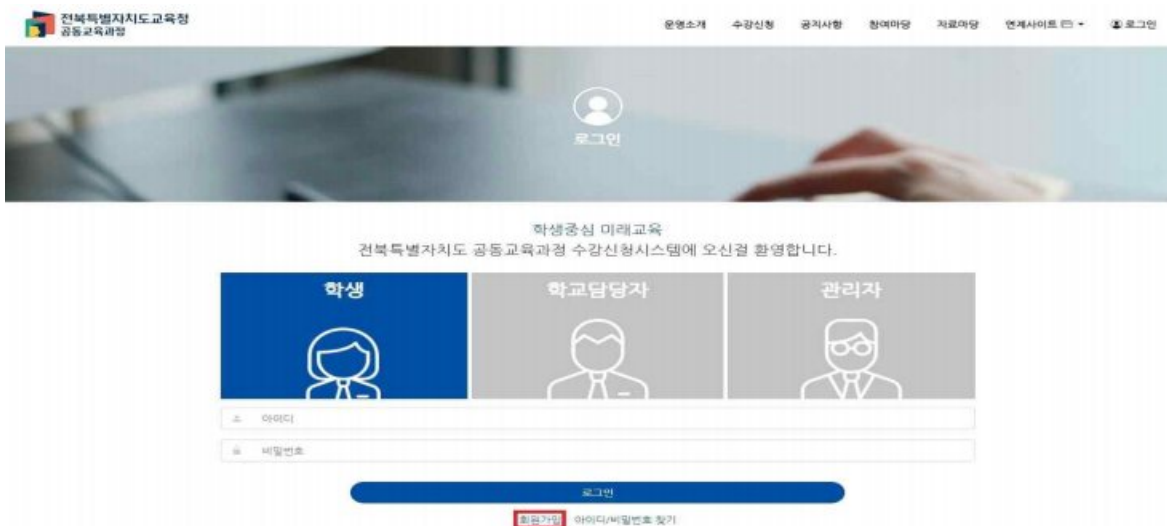 전북특별자치도교육청
공동교육과정
운영소개 수강신청 공지사항 참여마당 자료마당 연계사이트 로그인
로그인
학생중심 미래교육
전북특별자치도 공동교육과정 수강신청시스템에 오신걸 환영합니다.
학생 학교담당자 관리자
아이디
비밀번호
로그인
회원가입 아이디/비밀번호 찾기